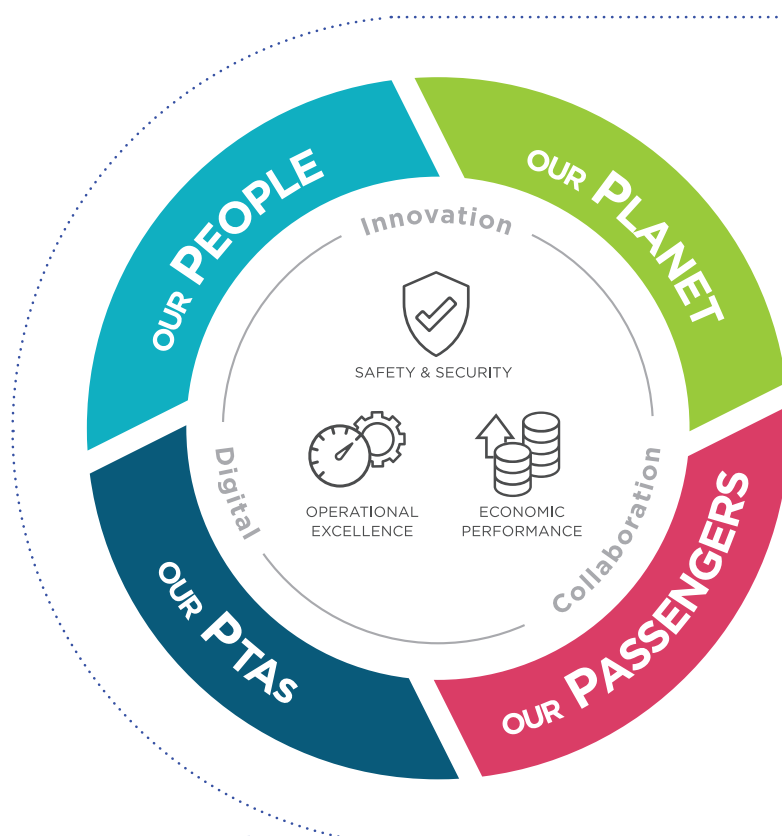 OUR PEOPLE
OUR PLANET
Innovation
SAFETY & SECURITY
Digital
OPERATIONAL
EXCELLENCE
ECONOMIC
PERFORMANCE
Collaboration
OUR PTAs
OUR PASSENGERS